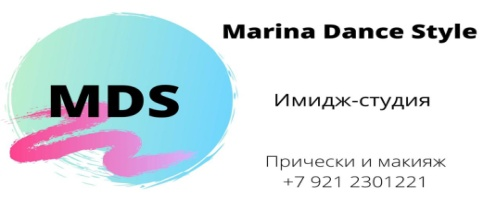 MDS
Marina Dance Style
Имидж-студия
Прически и макияж
+7 921 2301221